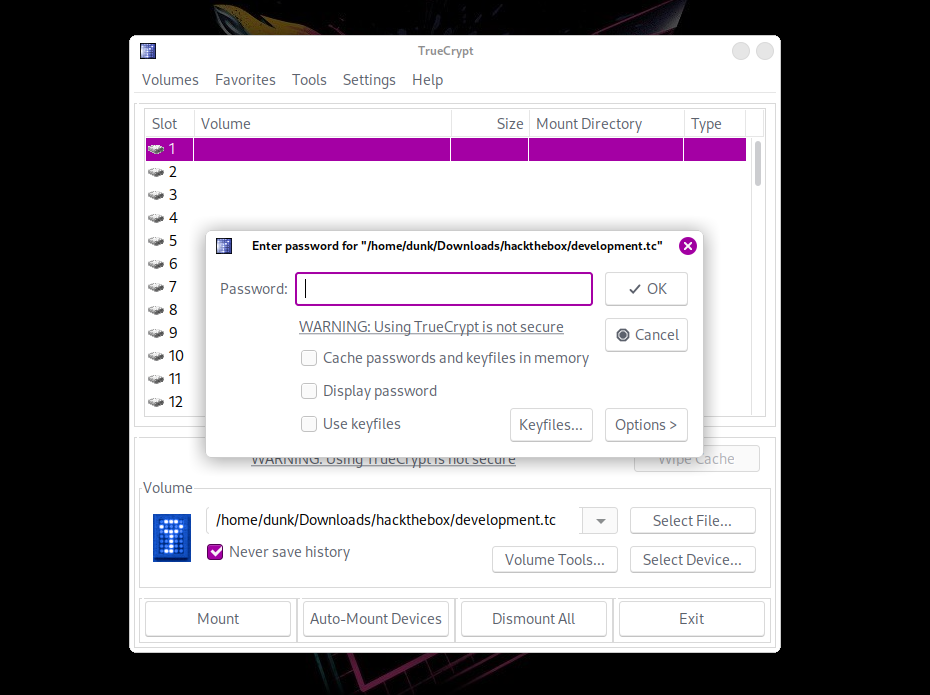 TrueCrypt
Volumes Favorites Tools Settings Help
Slot Volume Size Mount Directory Type
1
2
3
4
5
6
7
8
9
10
11
12
Enter password for "/home/dunk/Downloads/hackthebox/development.tc"
Password: OK
WARNING: Using TrueCrypt is not secure
Cancel
Cache passwords and keyfiles in memory
Display password
Use keyfiles Keyfiles... Options >
WARNING: Using TrueCrypt is not secure Wipe Cache
Volume
/home/dunk/Downloads/hackthebox/development.tc Select File...
Never save history Volume Tools... Select Device...
Mount Auto-Mount Devices Dismount All Exit